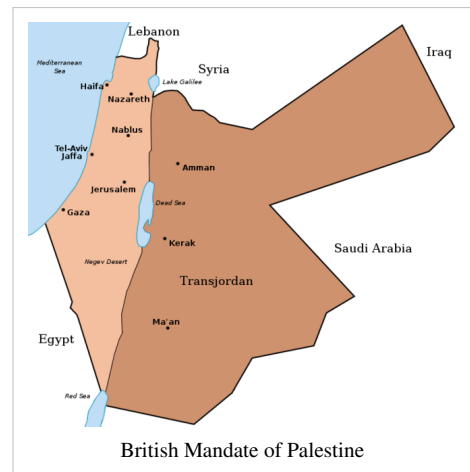 Lebanon
Mediterranean
Sea
Syria
Iraq
Haifa
Lake Galilee
Nazareth
Nablus
Tel-Aviv
Jaffa
Amman
Jerusalem
Dead Sea
Gaza
Kerak
Saudi Arabia
Negev Desert
Transjordan
Ma'an
Egypt
Red Sea
British Mandate of Palestine